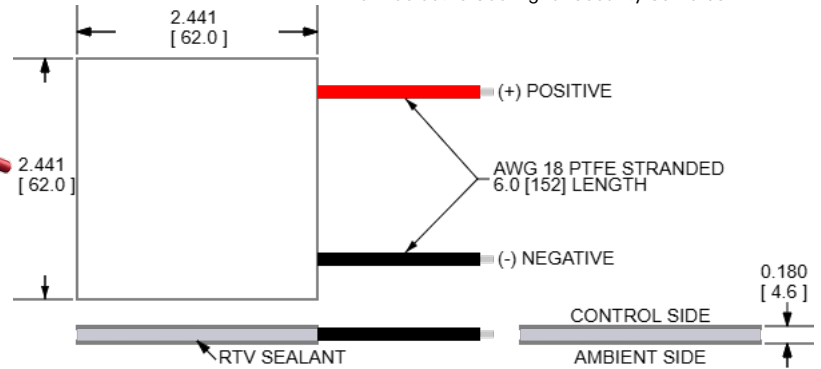 2.441
[ 62.0 ]
(+) POSITIVE
2.441
[ 62.0 ]
AWG 18 PTFE STRANDED
6.0 [152] LENGTH
(-) NEGATIVE
0.180
[ 4.6 ]
CONTROL SIDE
RTV SEALANT
AMBIENT SIDE